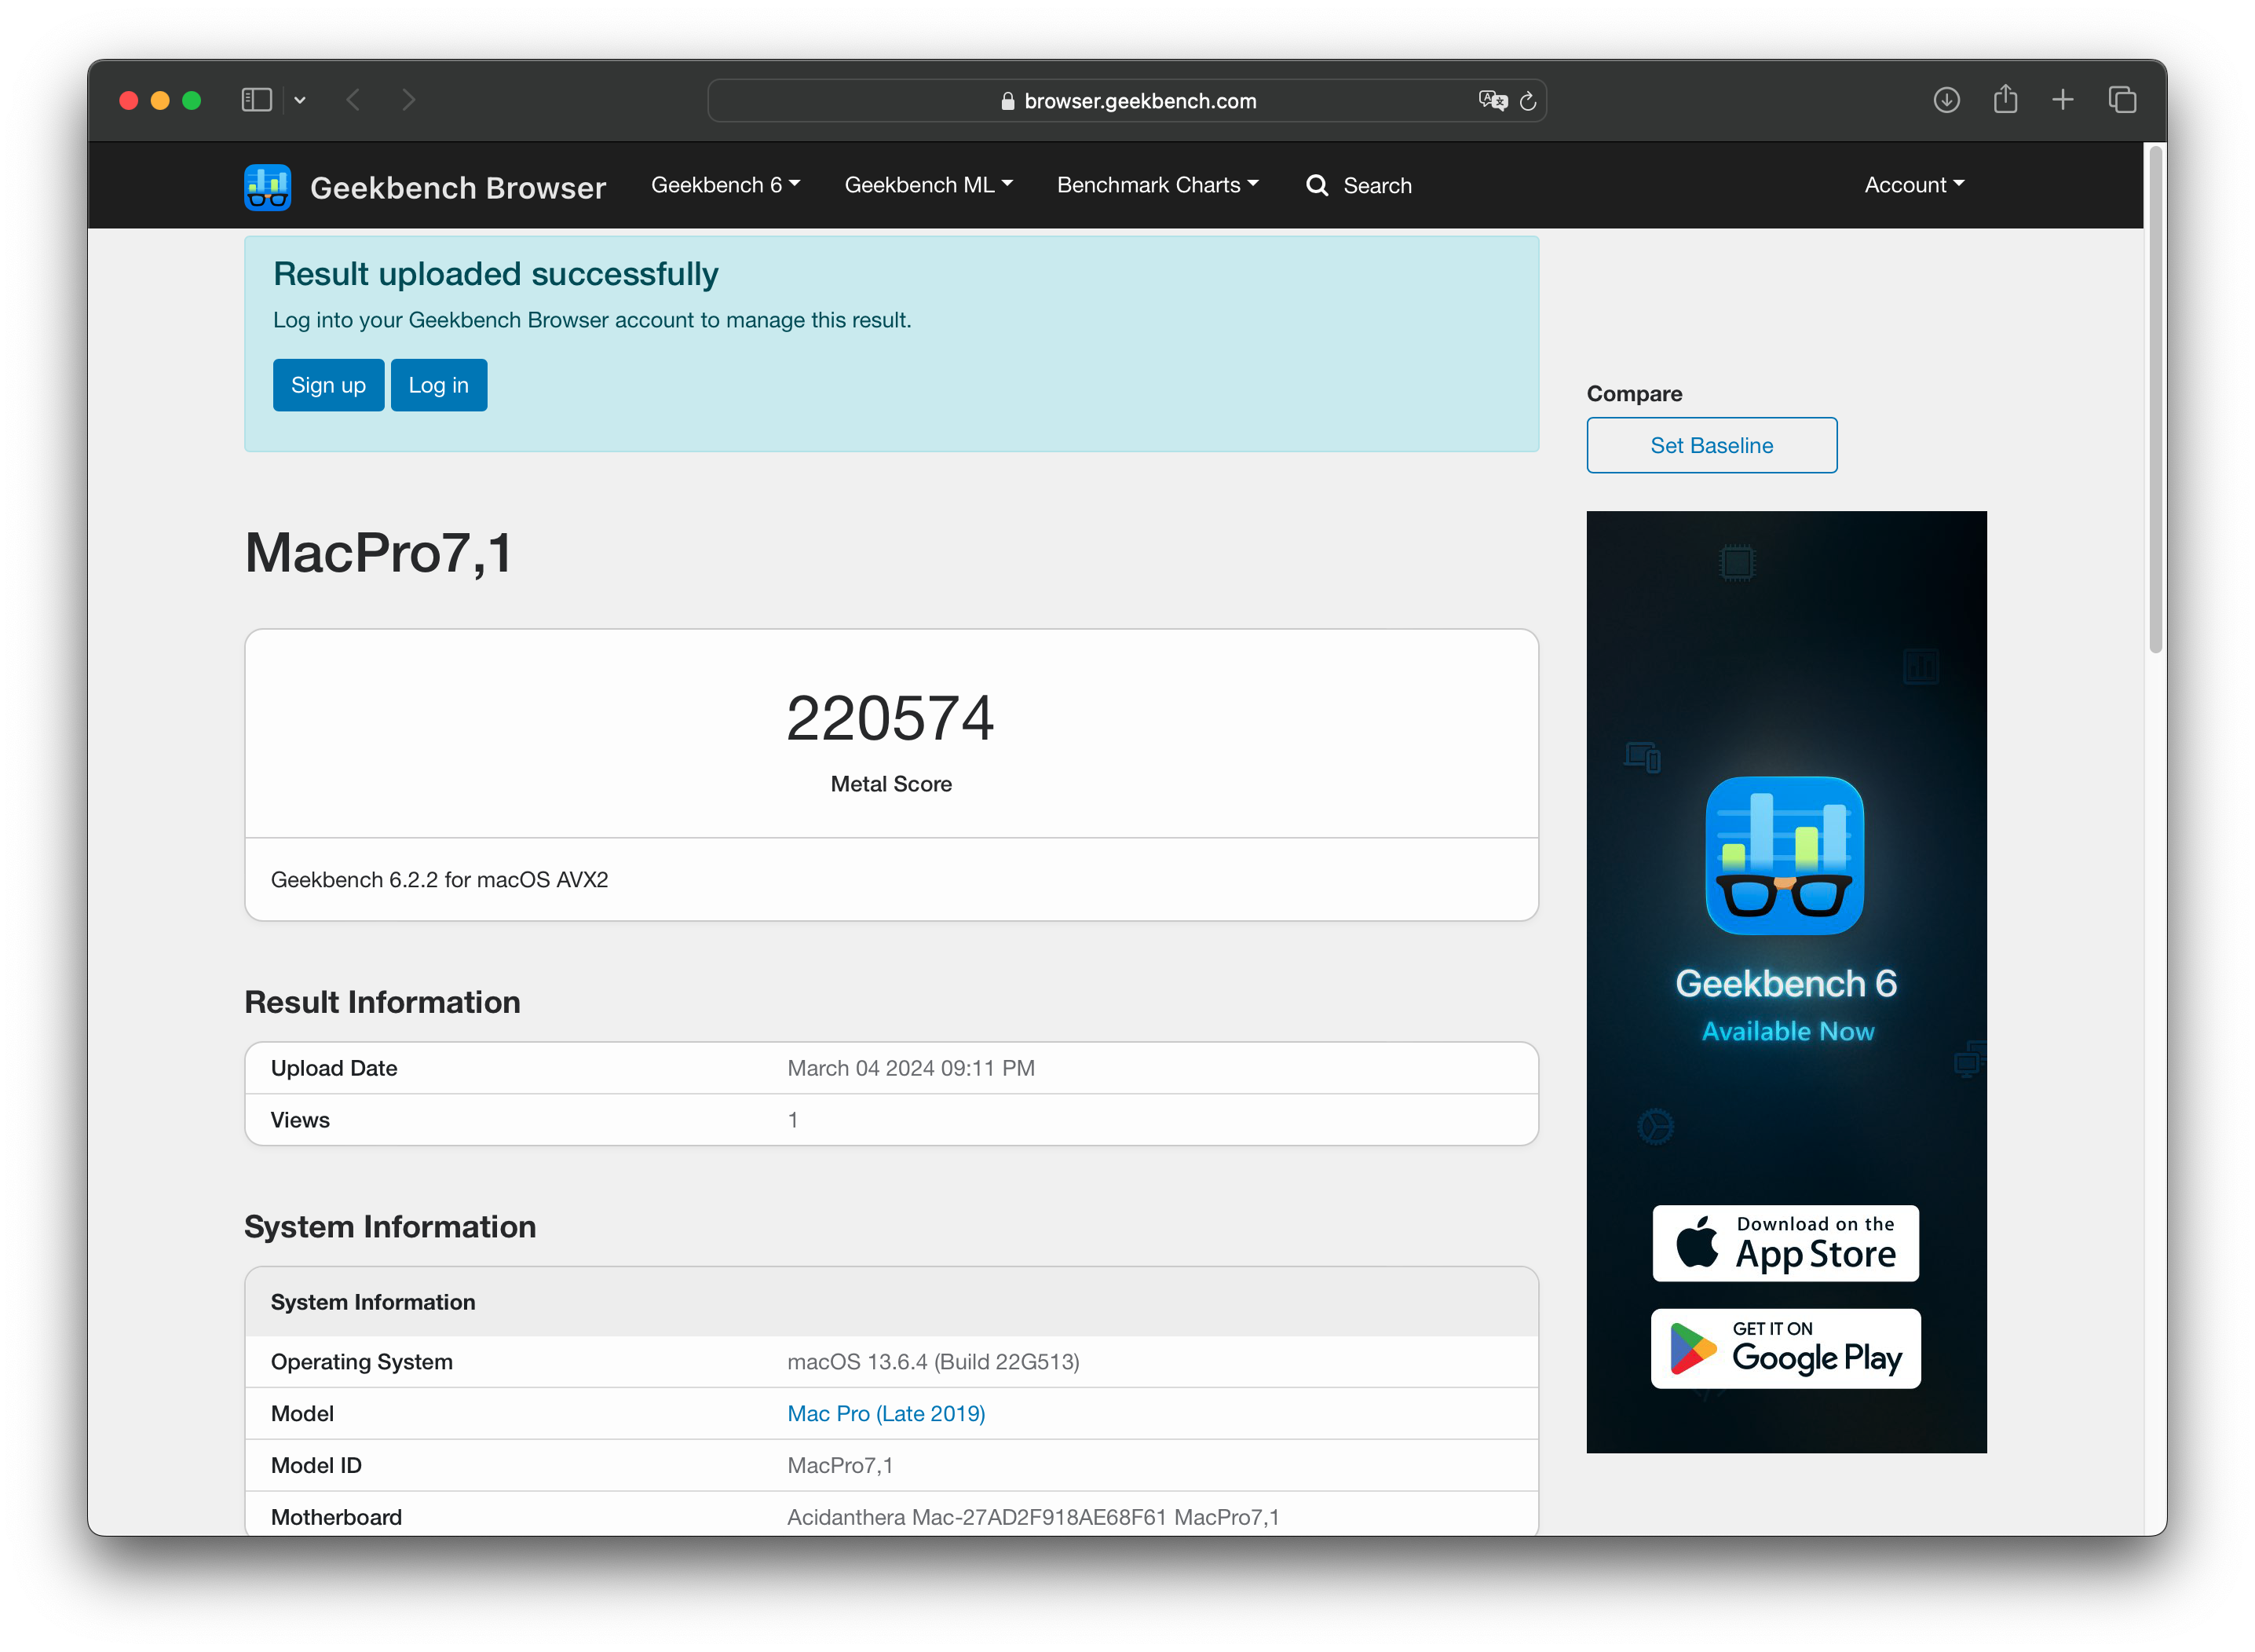 browser.geekbench.com
Geekbench Browser
Geekbench 6
Geekbench ML
Benchmark Charts
Search
Account
Result uploaded successfully
Log into your Geekbench Browser account to manage this result.
Sign up
Log in
Compare
Set Baseline
MacPro7,1
220574
Metal Score
Geekbench 6.2.2 for macOS AVX2
Result Information
Upload Date March 04 2024 09:11 PM
Views 1
System Information
System Information
Operating System macOS 13.6.4 (Build 22G513)
Model Mac Pro (Late 2019)
Model ID MacPro7,1
Motherboard Acidanthera Mac-27AD2F918AE68F61 MacPro7,1
Geekbench 6
Available Now
Download on the
App Store
GET IT ON
Google Play